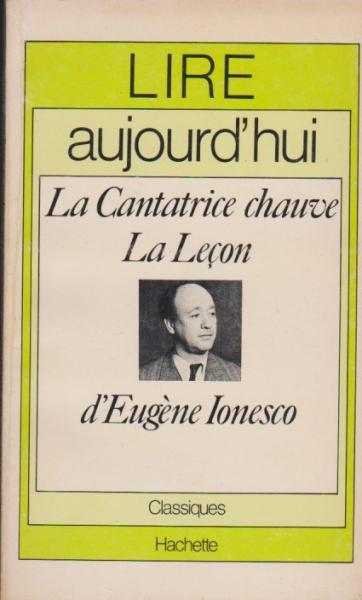 LIRE
aujourd'hui
La Cantatrice chauve
La Leçon
d'Eugène Ionesco
Classiques
Hachette